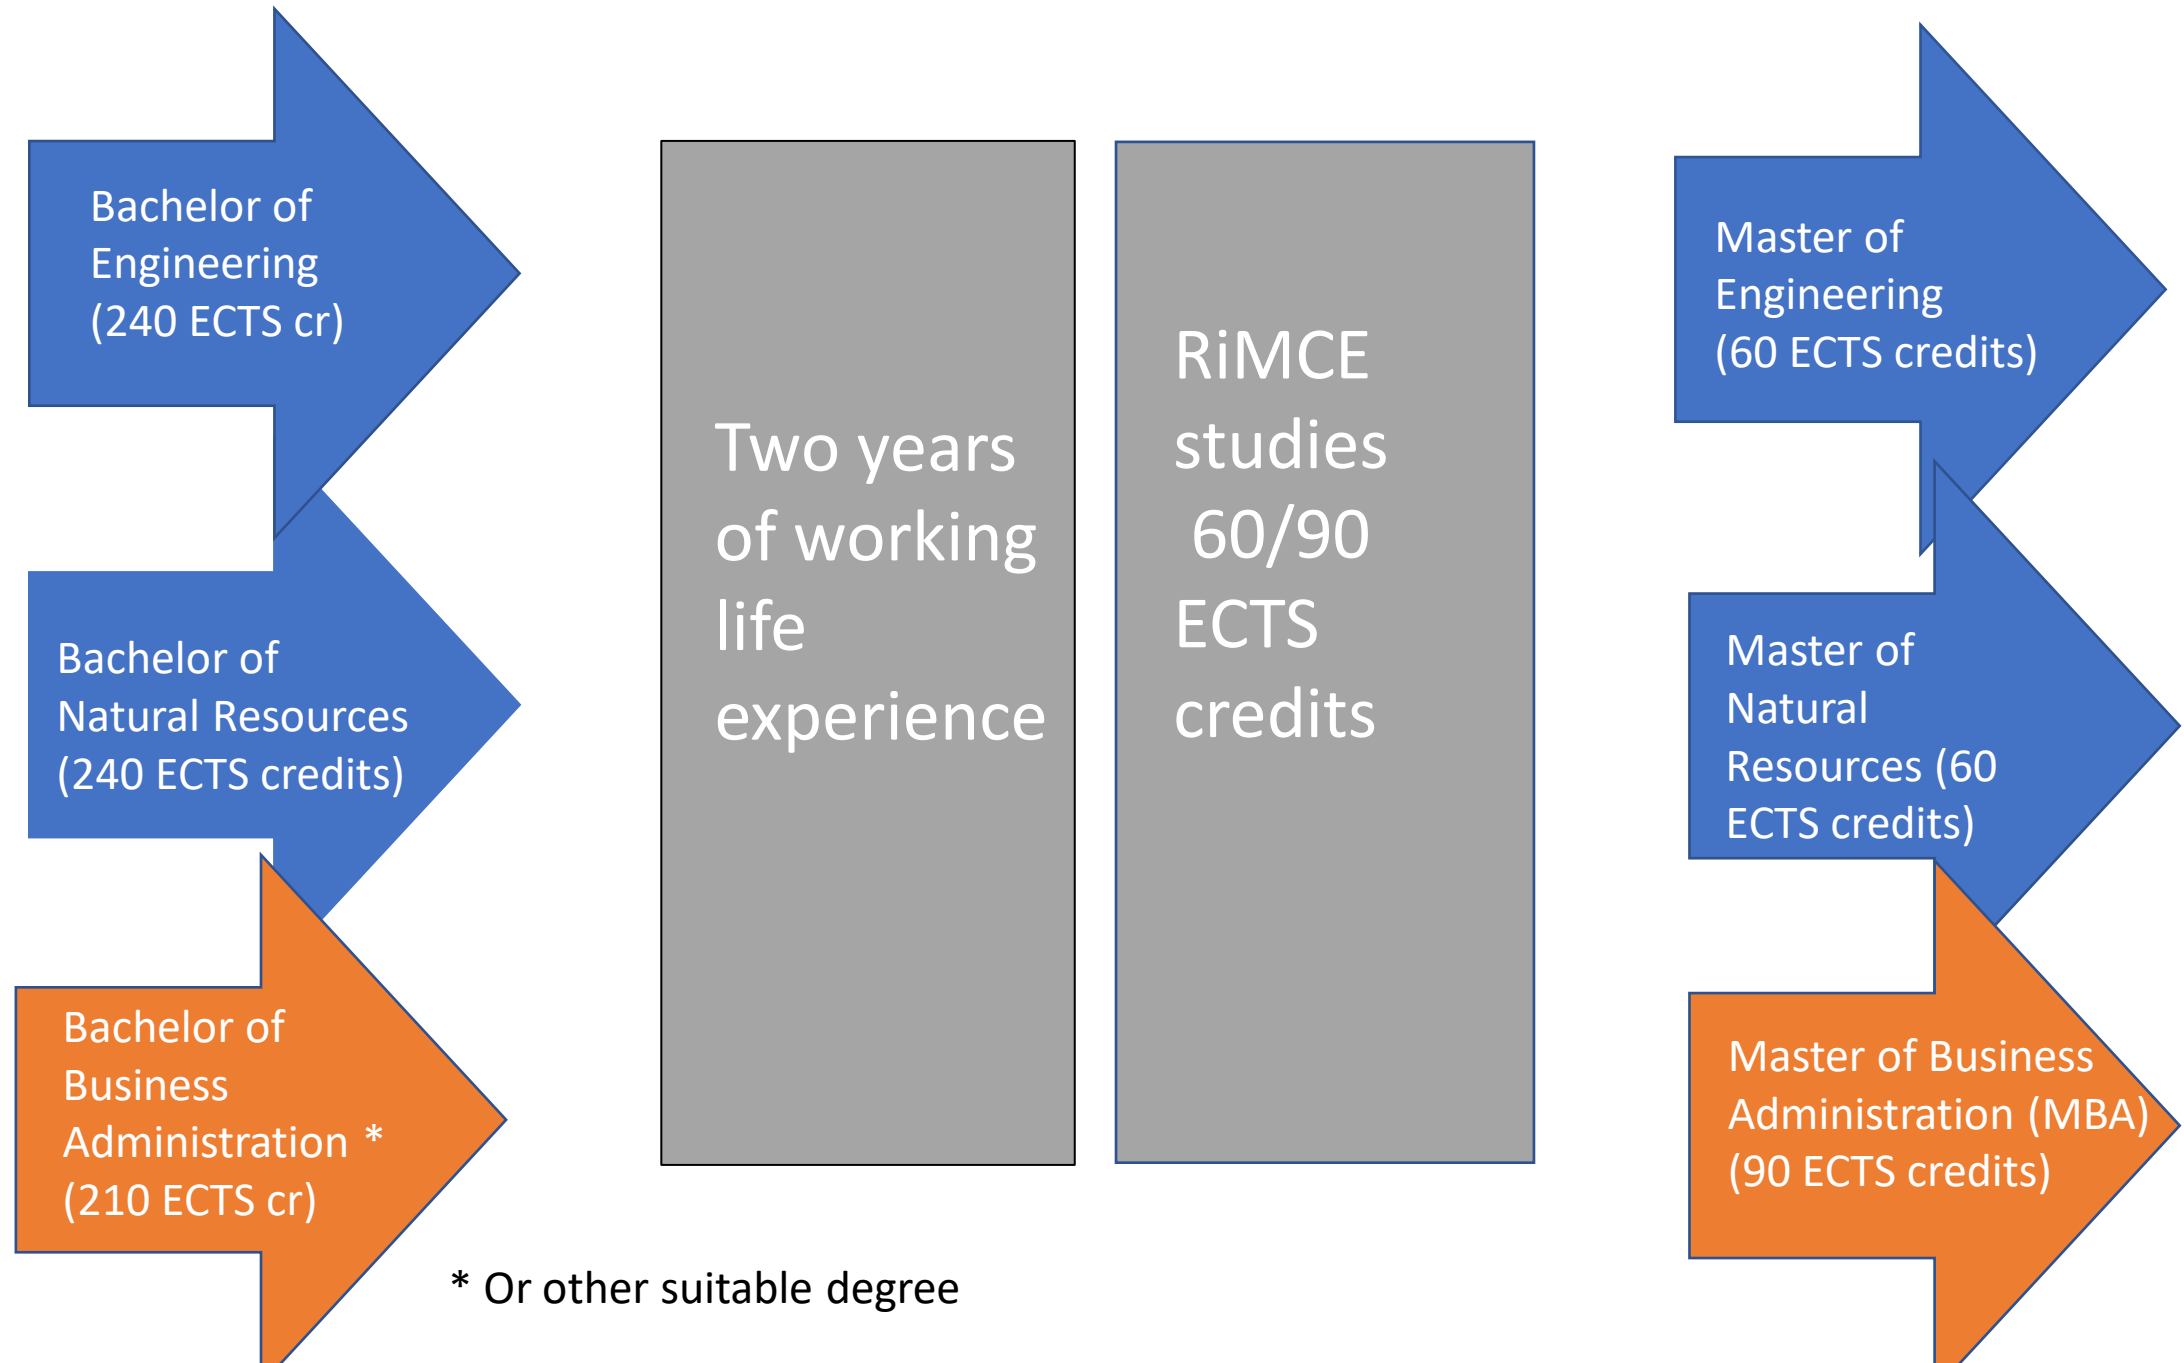 Bachelor of
Engineering
(240 ECTS cr)
Bachelor of
Natural Resources
(240 ECTS credits)
Bachelor of
Business
Administration *
(210 ECTS cr)
* Or other suitable degree
Two years
of working
life
experience
RiMCE
studies
60/90
ECTS
credits
Master of
Engineering
(60 ECTS credits)
Master of
Natural
Resources (60
ECTS credits)
Master of Business
Administration (MBA)
(90 ECTS credits)